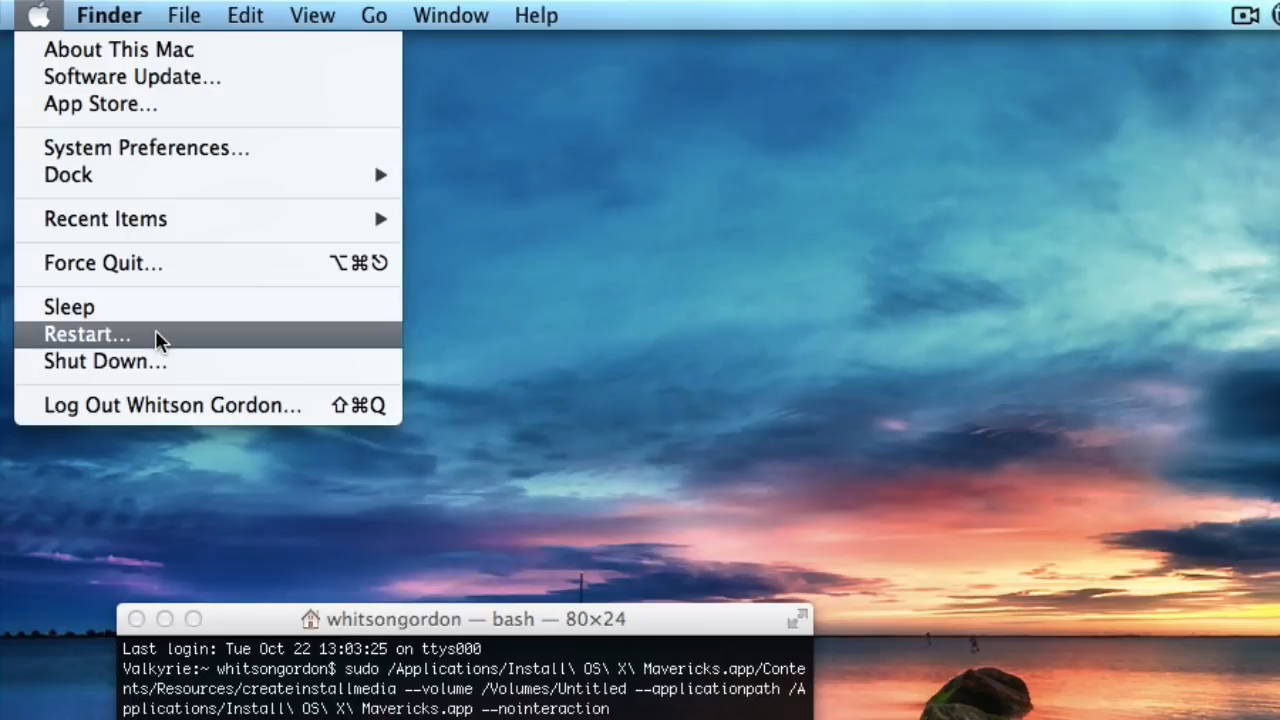 Finder File Edit View Go Window Help
About This Mac
Software Update...
App Store...
System Preferences...
Dock
Recent Items
Force Quit... ⌥⌘⎋
Sleep
Restart...
Shut Down...
Log Out Whitson Gordon... ⇧⌘Q
whitsongordon — bash — 80×24
Last login: Tue Oct 22 13:03:25 on ttys000
Valkyrie:~ whitsongordon$ sudo /Applications/Install\ OS\ X\ Mavericks.app/Conte
nts/Resources/createinstallmedia --volume /Volumes/Untitled --applicationpath /A
pplications/Install\ OS\ X\ Mavericks.app --nointeraction